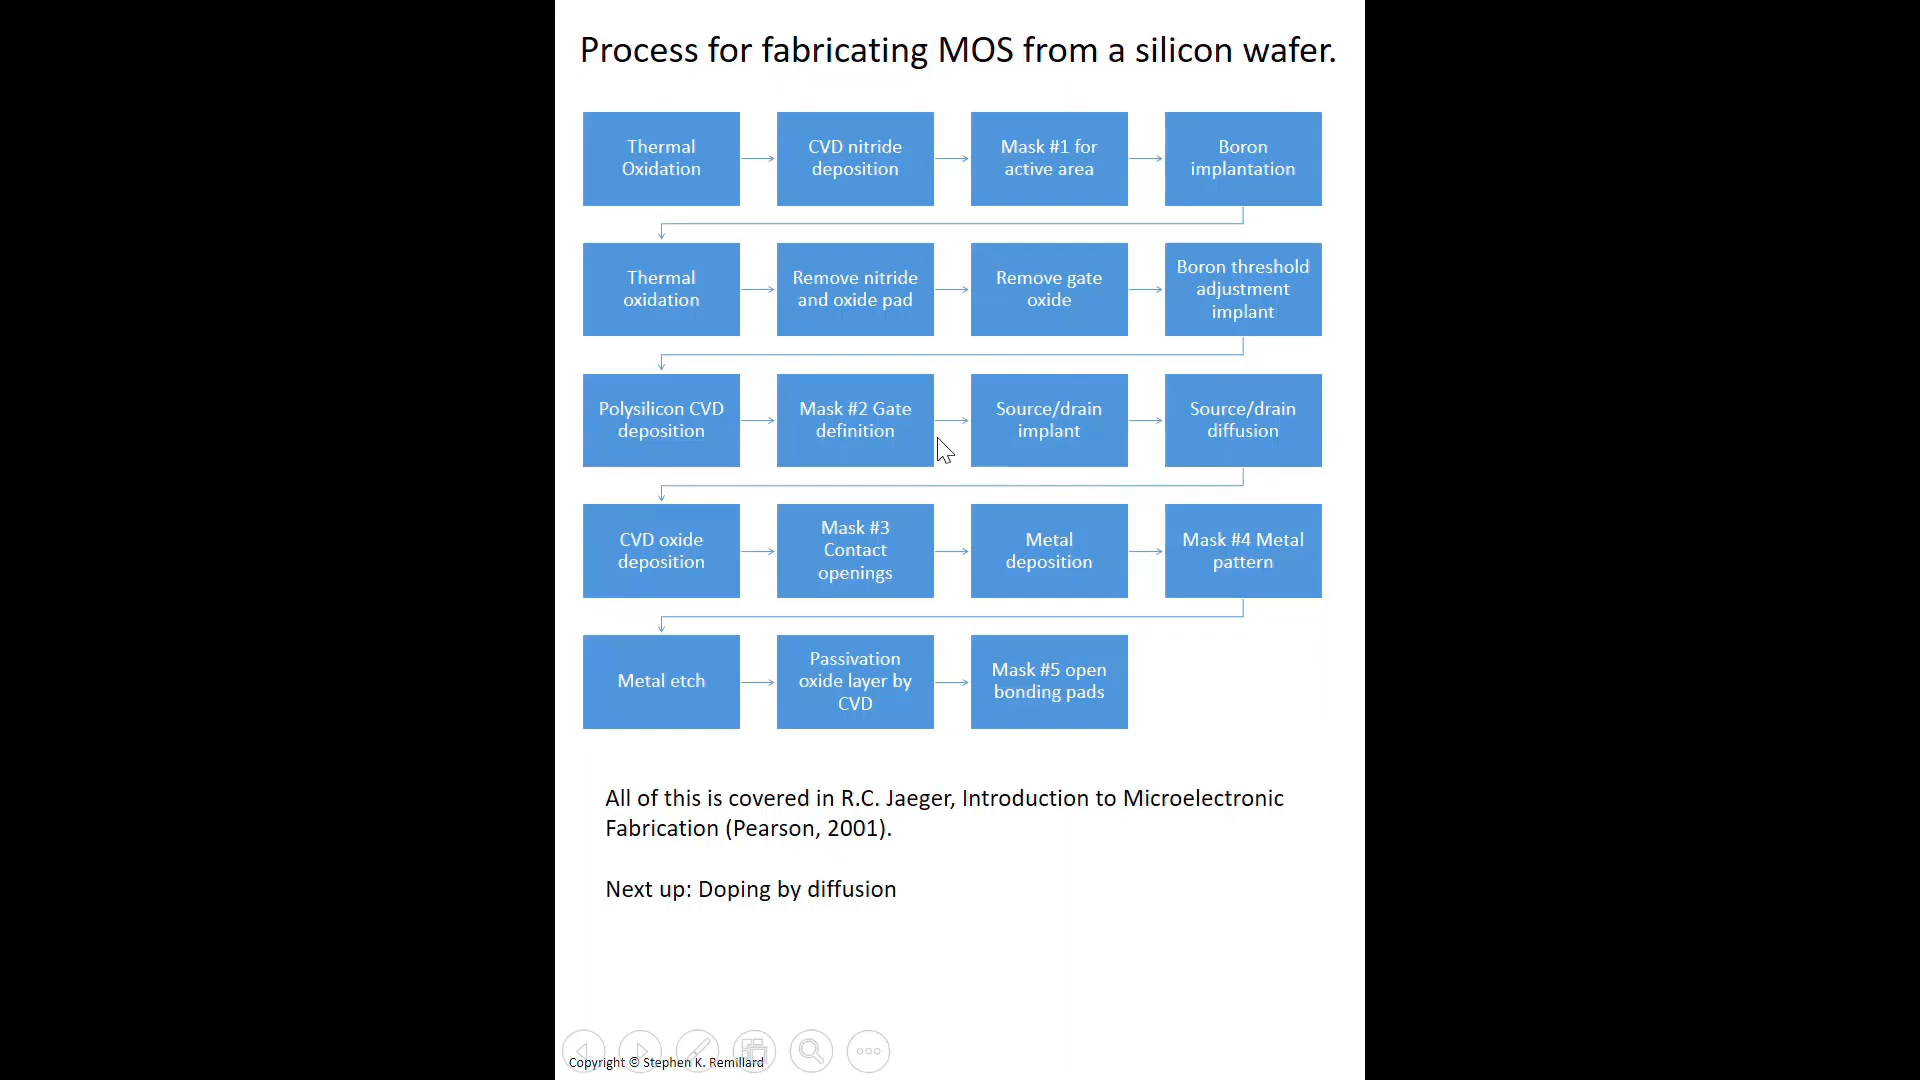 Process for fabricating MOS from a silicon wafer.
Thermal
Oxidation
CVD nitride
deposition
Mask #1 for
active area
Boron
implantation
Thermal
oxidation
Remove nitride
and oxide pad
Remove gate
oxide
Boron threshold
adjustment
implant
Polysilicon CVD
deposition
Mask #2 Gate
definition
Source/drain
implant
Source/drain
diffusion
CVD oxide
deposition
Mask #3
Contact
openings
Metal
deposition
Mask #4 Metal
pattern
Metal etch
Passivation
oxide layer by
CVD
Mask #5 open
bonding pads
All of this is covered in R.C. Jaeger, Introduction to Microelectronic
Fabrication (Pearson, 2001).
Next up: Doping by diffusion
Copyright © Stephen K. Remillard